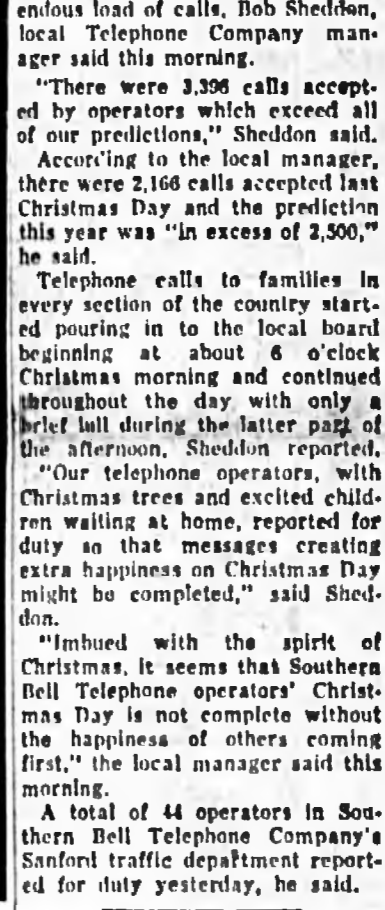 endous load of calls, Bob Sheddon,
local Telephone Company man-
ager said this morning.
"There were 3,396 calls accept-
ed by operators which exceed all
of our predictions," Sheddon said.
According to the local manager,
there were 2,166 calls accepted last
Christmas Day and the prediction
this year was "in excess of 2,500,"
he said.
Telephone calls to families in
every section of the country start-
ed pouring in to the local board
beginning at about 6 o'clock
Christmas morning and continued
throughout the day with only a
brief lull during the latter part of
the afternoon, Sheddon reported.
"Our telephone operators, with
Christmas trees and excited child-
ren waiting at home, reported for
duty so that messages creating
extra happiness on Christmas Day
might be completed," said Shed-
don.
"Imbued with the spirit of
Christmas, it seems that Southern
Bell Telephone operators' Christ-
mas Day is not complete without
the happiness of others coming
first," the local manager said this
morning.
A total of 44 operators in Sou-
thern Bell Telephone Company's
Sanford traffic department report-
ed for duty yesterday, he said.